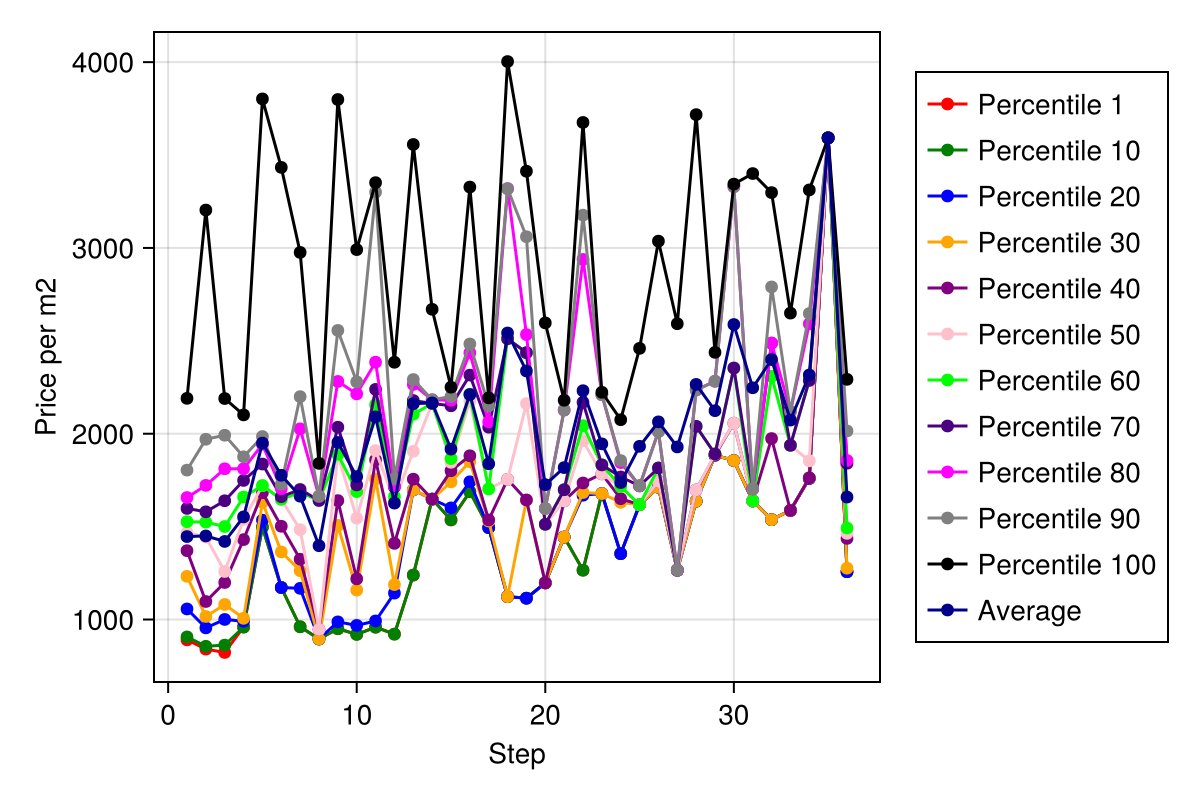 4000
3000
2000
1000
Price per m2
0 10 20 30
Step
Percentile 1
Percentile 10
Percentile 20
Percentile 30
Percentile 40
Percentile 50
Percentile 60
Percentile 70
Percentile 80
Percentile 90
Percentile 100
Average